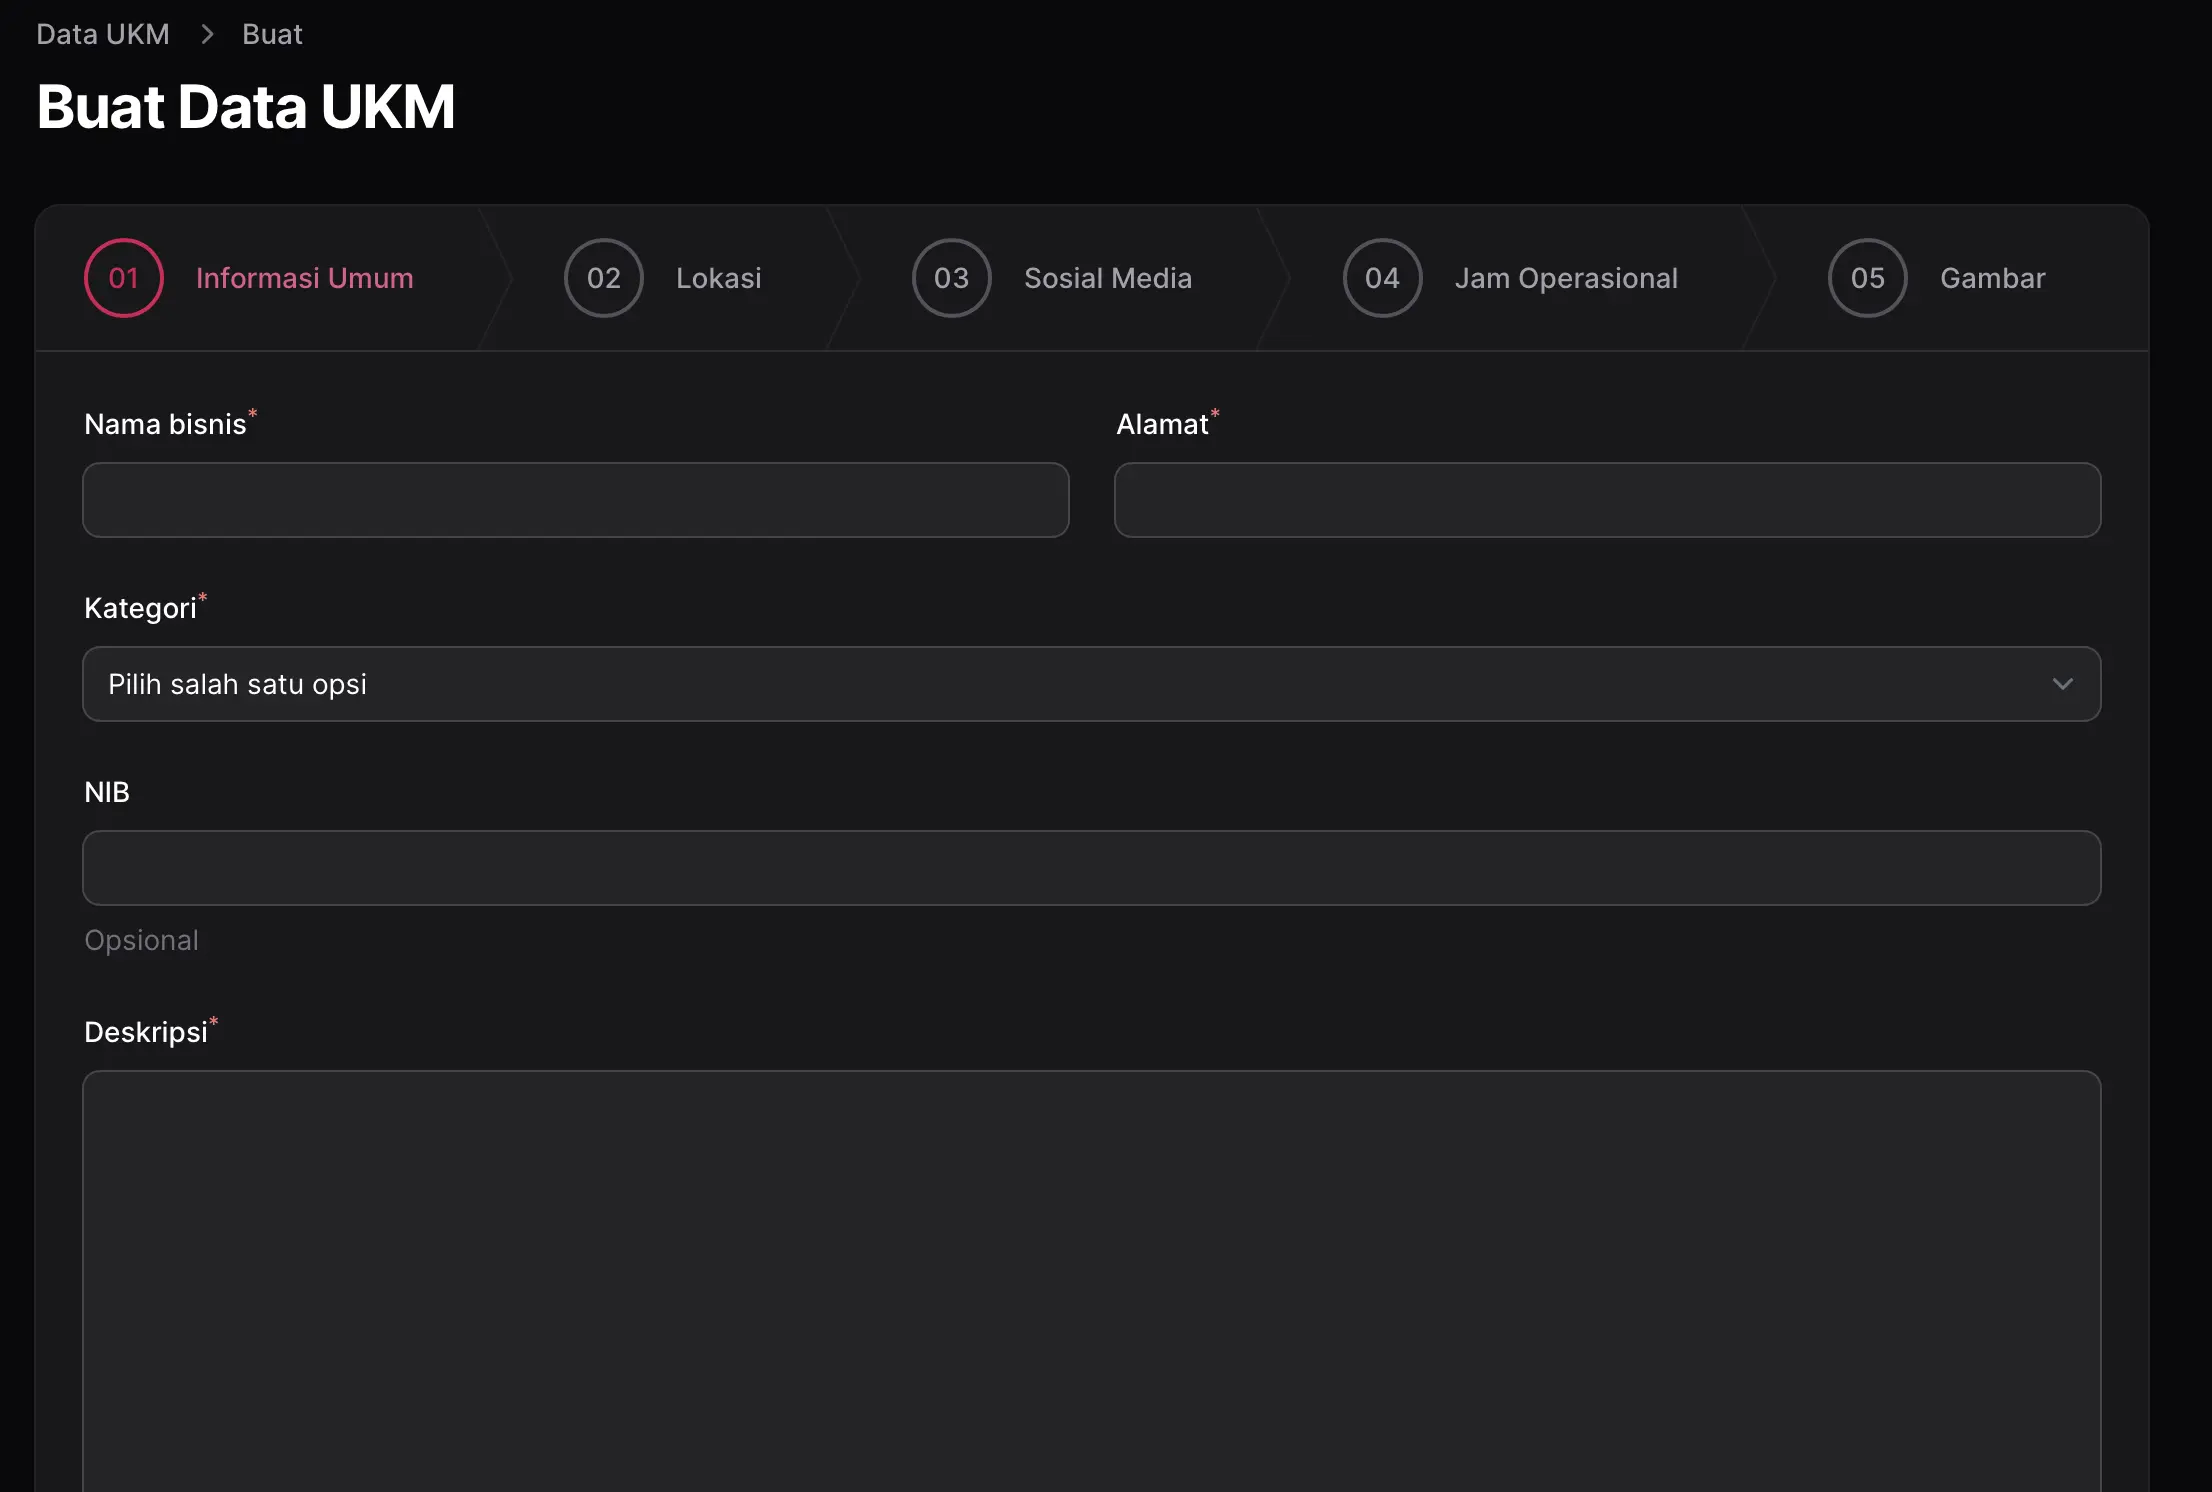 Data UKM > Buat
Buat Data UKM
01 Informasi Umum 02 Lokasi 03 Sosial Media 04 Jam Operasional 05 Gambar
Nama bisnis* Alamat*
Kategori*
Pilih salah satu opsi
NIB
Opsional
Deskripsi*